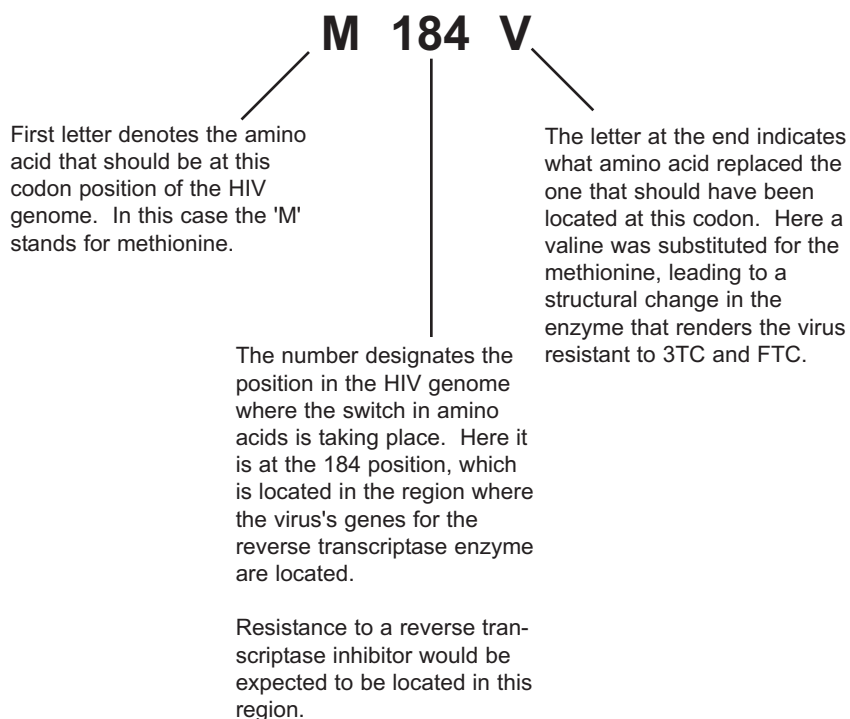 M 184 V
First letter denotes the amino
acid that should be at this
codon position of the HIV
genome. In this case the 'M'
stands for methionine.
The letter at the end indicates
what amino acid replaced the
one that should have been
located at this codon. Here a
valine was substituted for the
methionine, leading to a
structural change in the
enzyme that renders the virus
resistant to 3TC and FTC.
The number designates the
position in the HIV genome
where the switch in amino
acids is taking place. Here it
is at the 184 position, which
is located in the region where
the virus's genes for the
reverse transcriptase enzyme
are located.
Resistance to a reverse tran-
scriptase inhibitor would be
expected to be located in this
region.